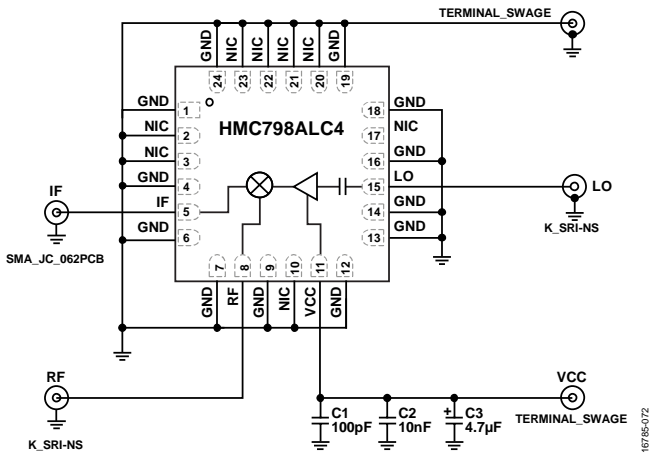 TERMINAL_SWAGE
GND
NIC
NIC
NIC
NIC
GND
24
23
22
21
20
19
HMC798ALC4
GND
1
NIC
2
NIC
3
GND
4
IF
5
GND
6
18
GND
17
NIC
16
GND
15
LO
14
GND
13
GND
IF
SMA_JC_062PCB
LO
K_SRI-NS
7
8
9
10
11
12
GND
RF
GND
NIC
VCC
GND
RF
K_SRI-NS
C1
100pF
C2
10nF
+
C3
4.7µF
VCC
TERMINAL_SWAGE
16785-072